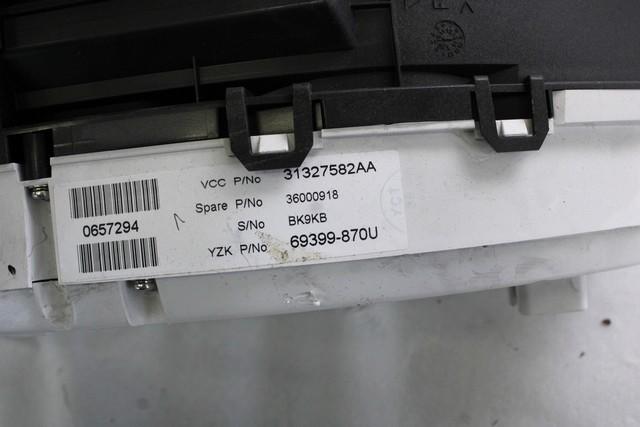 VCC P/No 31327582AA
Spare P/No 36000918
S/No BK9KB
YZK P/No 69399-870U
0657294